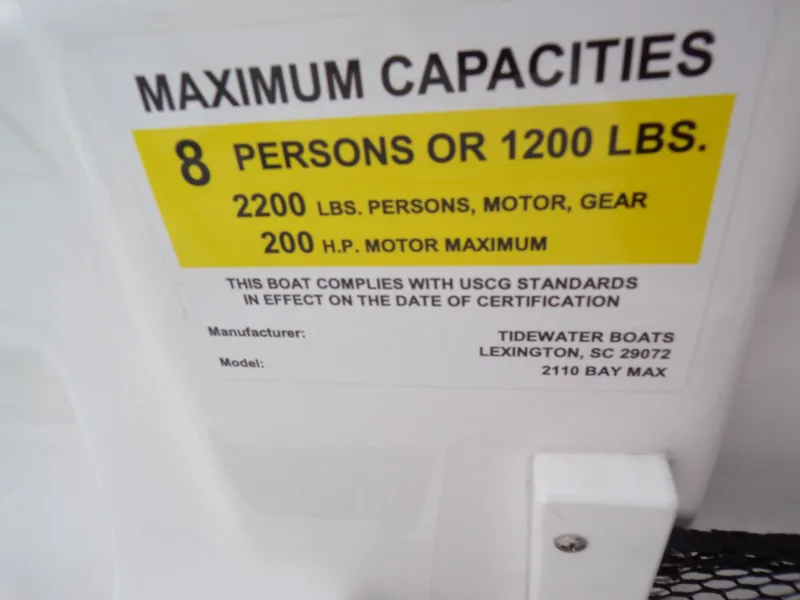 MAXIMUM CAPACITIES
8 PERSONS OR 1200 LBS.
2200 LBS. PERSONS, MOTOR, GEAR
200 H.P. MOTOR MAXIMUM
THIS BOAT COMPLIES WITH USCG STANDARDS
IN EFFECT ON THE DATE OF CERTIFICATION
Manufacturer: TIDEWATER BOATS
LEXINGTON, SC 29072
Model: 2110 BAY MAX